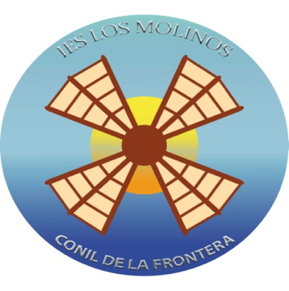 IES LOS MOLINOS
CONIL DE LA FRONTERA